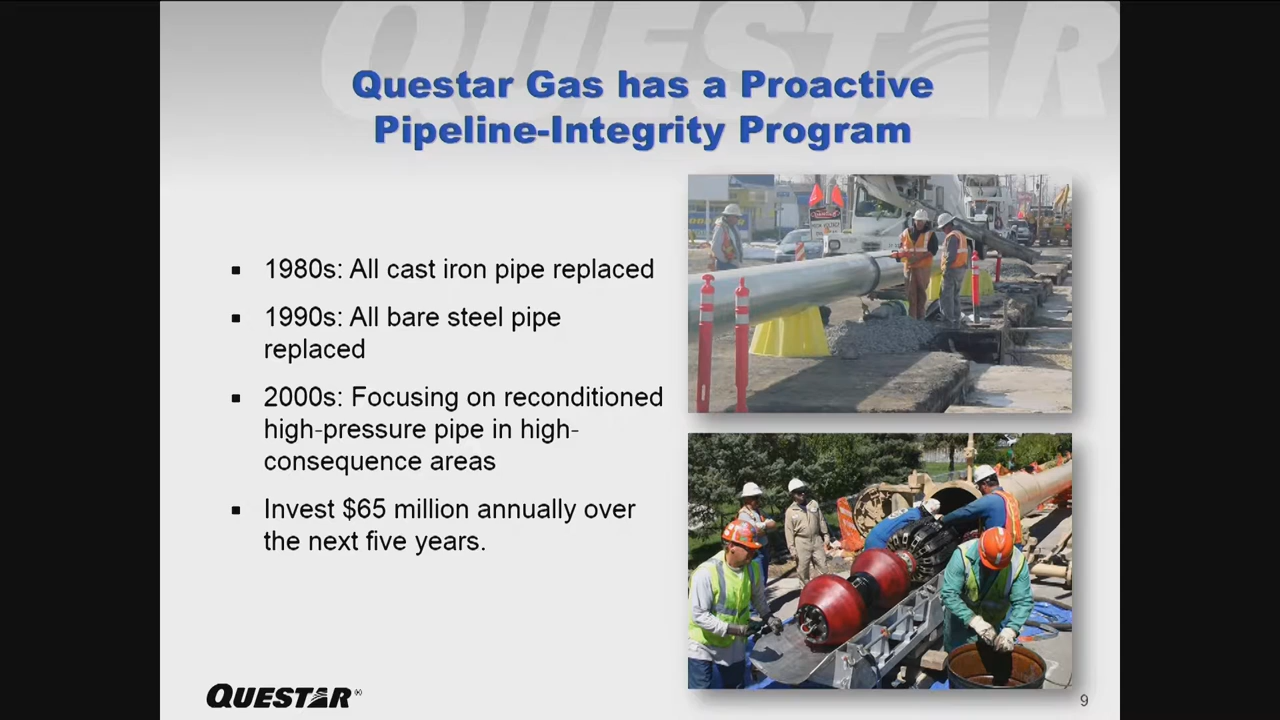 QUESTAR
Questar Gas has a Proactive
Pipeline-Integrity Program
▪ 1980s: All cast iron pipe replaced
▪ 1990s: All bare steel pipe
replaced
▪ 2000s: Focusing on reconditioned
high-pressure pipe in high-
consequence areas
▪ Invest $65 million annually over
the next five years.
QUESTAR
9